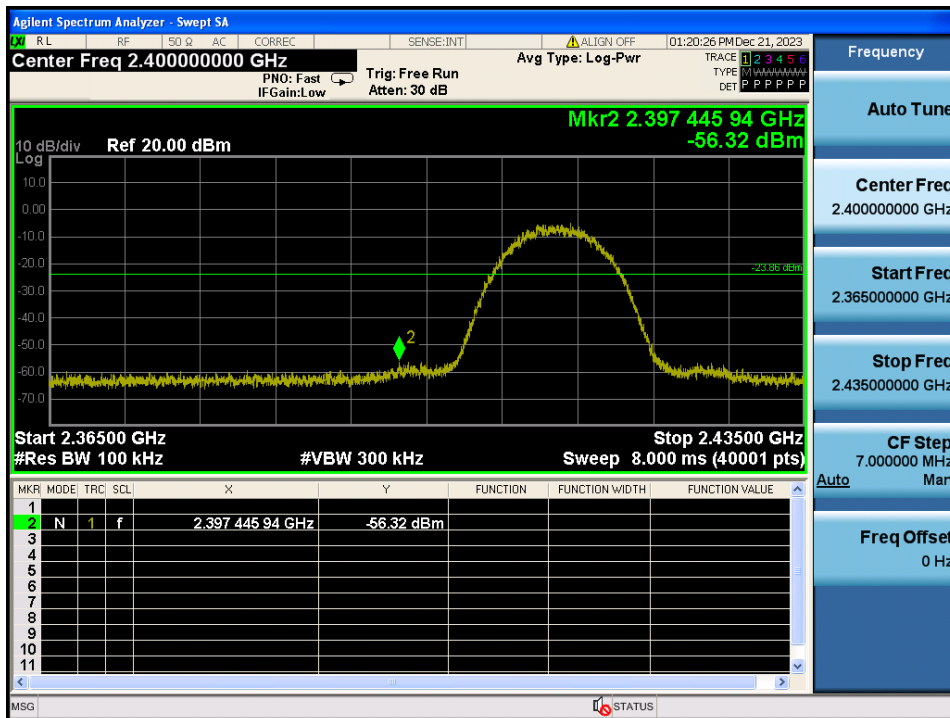 Agilent Spectrum Analyzer - Swept SA
LXI RL RF 50 Ω AC CORREC SENSE:INT ALIGN OFF 01:20:26 PM Dec 21, 2023
Center Freq 2.400000000 GHz
PNO: Fast
IFGain:Low
Trig: Free Run
Atten: 30 dB
Avg Type: Log-Pwr
TRACE 1 2 3 4 5 6
TYPE M
DET P P P P P P
Mkr2 2.397 445 94 GHz
-56.32 dBm
10 dB/div
Log
Ref 20.00 dBm
10.0
0.00
-10.0
-20.0
-30.0
-40.0
-50.0
-60.0
-70.0
-23.86 dBm
2
Start 2.36500 GHz
Stop 2.43500 GHz
#Res BW 100 kHz
#VBW 300 kHz
Sweep 8.000 ms (40001 pts)
MKR MODE TRC SCL X Y FUNCTION FUNCTION WIDTH FUNCTION VALUE
1
2 N 1 f 2.397 445 94 GHz -56.32 dBm
3
4
5
6
7
8
9
10
11
MSG
STATUS
Frequency
Auto Tune
Center Freq
2.400000000 GHz
Start Freq
2.365000000 GHz
Stop Freq
2.435000000 GHz
CF Step
7.000000 MHz
Auto Man
Freq Offset
0 Hz